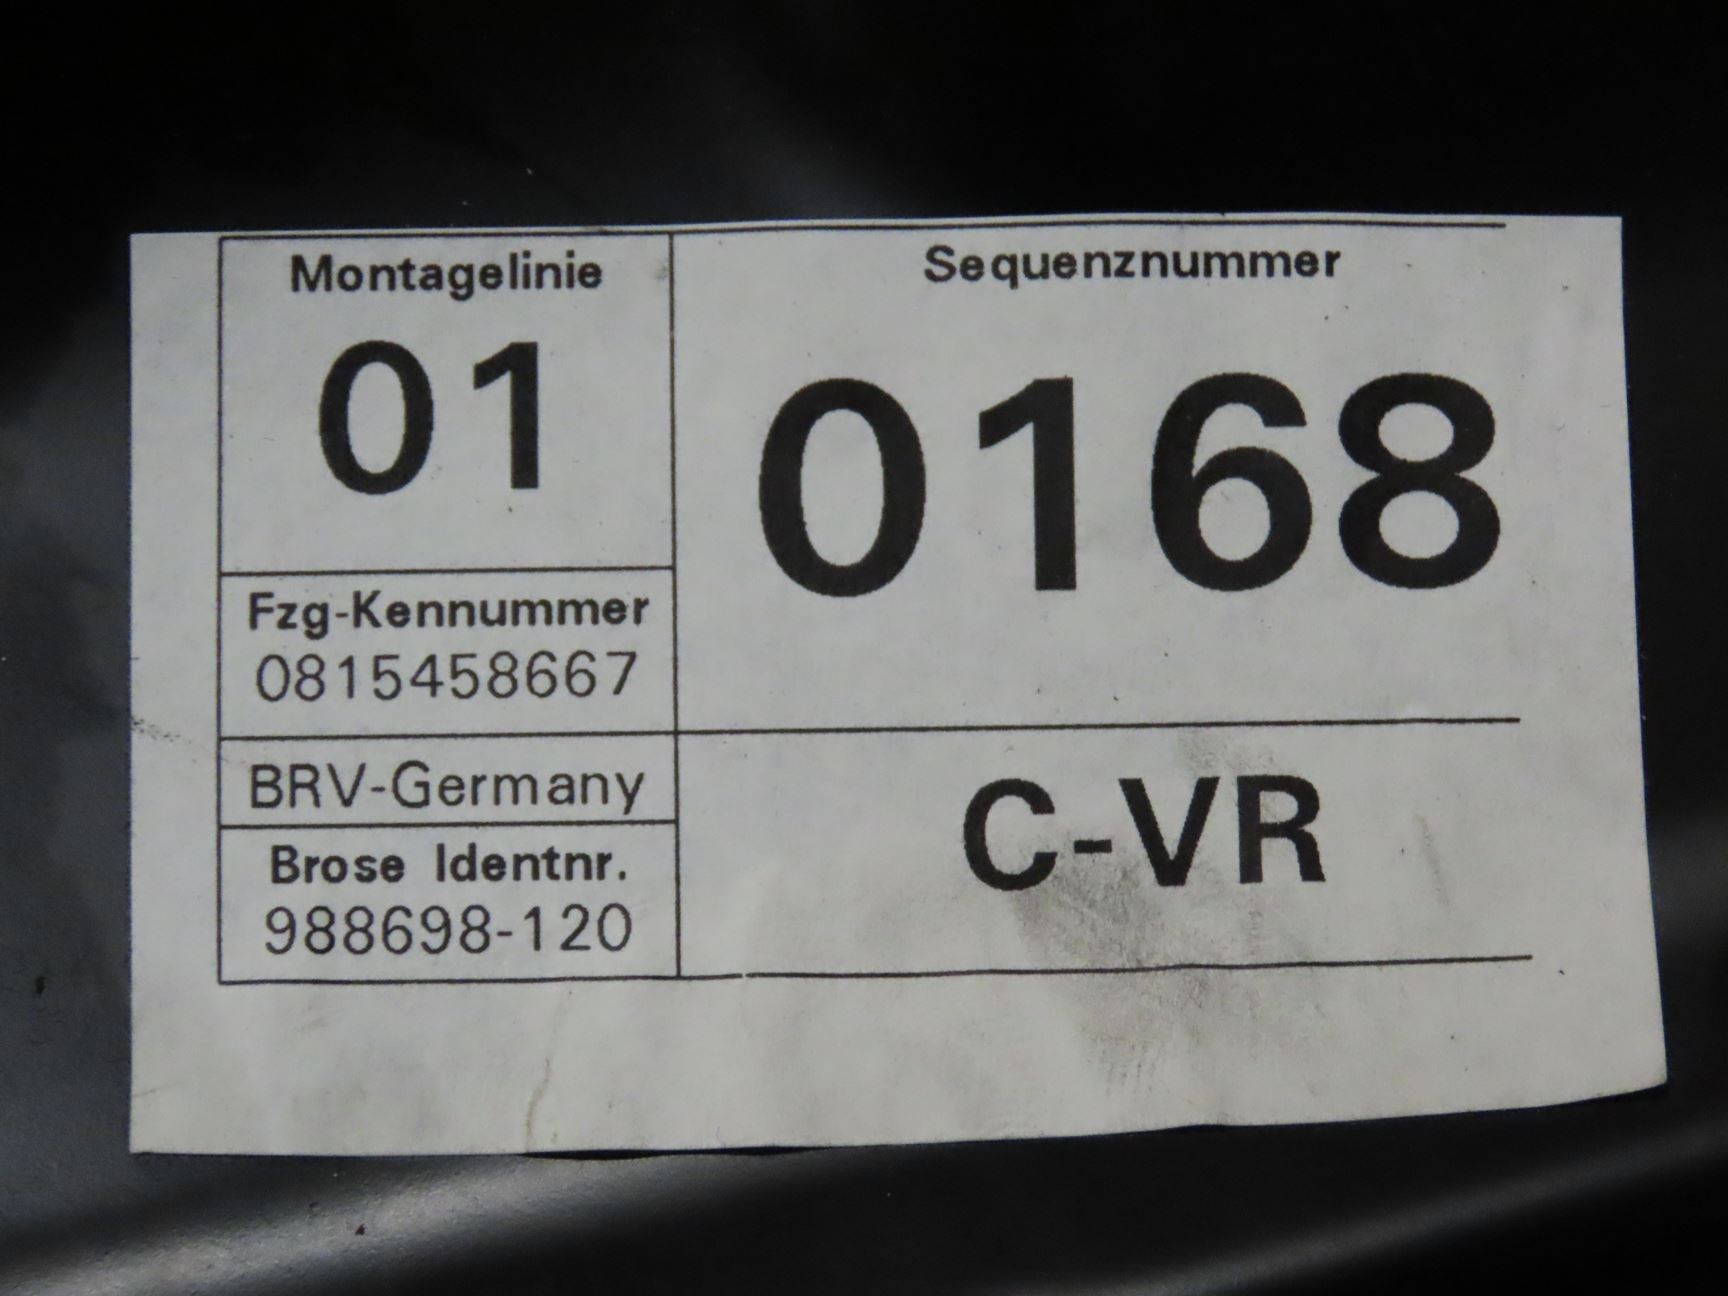 Montagelinie
01
Sequenznummer
0168
Fzg-Kennummer
0815458667
BRV-Germany
Brose Identnr.
988698-120
C-VR